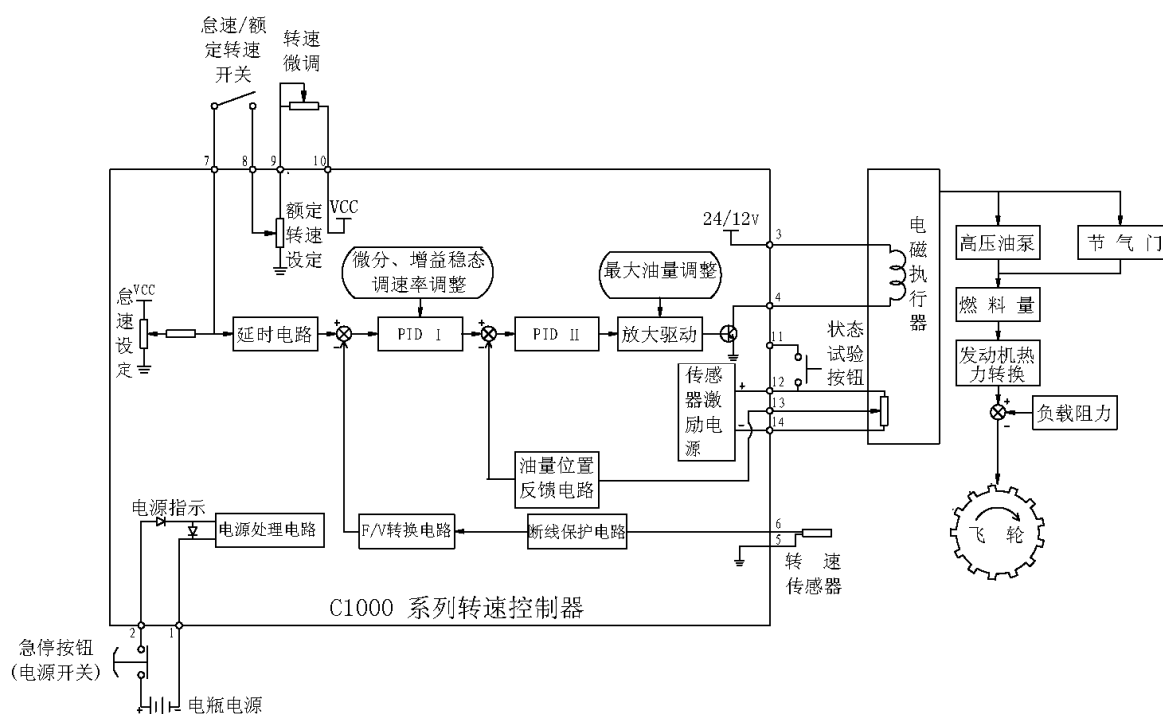 怠速/额
定转速
开关
转速
微调
7
8
9
10
额定
转速
设定
VCC
24/12V
3
电磁执行器
高压油泵
节气门
微分、增益稳态
调速率调整
最大油量调整
VCC
怠速设定
延时电路
+
-
PID I
+
-
PID II
放大驱动
4
11
状态
试验
按钮
燃料量
发动机热
力转换
传感
器激
励电
源
+
-
12
13
14
+
-
负载阻力
油量位置
反馈电路
飞轮
电源指示
电源处理电路
F/V转换电路
断线保护电路
6
5
转速
传感器
C1000 系列转速控制器
2
1
急停按钮
(电源开关)
+
-
电瓶电源